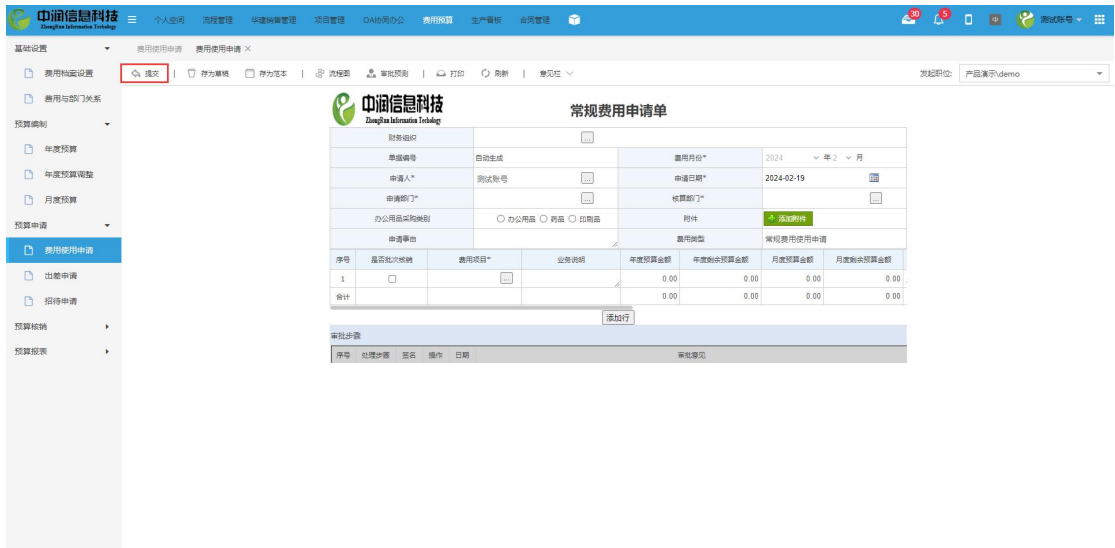 中润信息科技
ZhongRun Information Techology
个人空间 流程管理 华建销售管理 项目管理 OA协同办公 费用预算 生产看板 合同管理
30 5 中 测试账号
基础设置
费用档案设置
费用与部门关系
预算编制
年度预算
年度预算调整
月度预算
预算申请
费用使用申请
出差申请
招待申请
预算核销
预算报表
费用使用申请 费用使用申请 ×
提交 | 存为草稿 存为范本 | 流程图 审批预测 | 打印 刷新 | 意见栏
发起职位: 产品演示\demo
中润信息科技
ZhongRun Information Techology
常规费用申请单
财务组织 ...
单据编号 自动生成 费用月份* 2024 年 2 月
申请人* 测试账号 ... 申请日期* 2024-02-19
申请部门* ... 核算部门* ...
办公用品采购类别 办公用品 药品 印刷品 附件 添加附件
申请事由 费用类型 常规费用使用申请
序号 是否批次核销 费用项目* 业务说明 年度预算金额 年度剩余预算金额 月度预算金额 月度剩余预算金额
1 ... 0.00 0.00 0.00 0.00
合计 0.00 0.00 0.00 0.00
添加行
审批步骤
序号 处理步骤 签名 操作 日期 审批意见